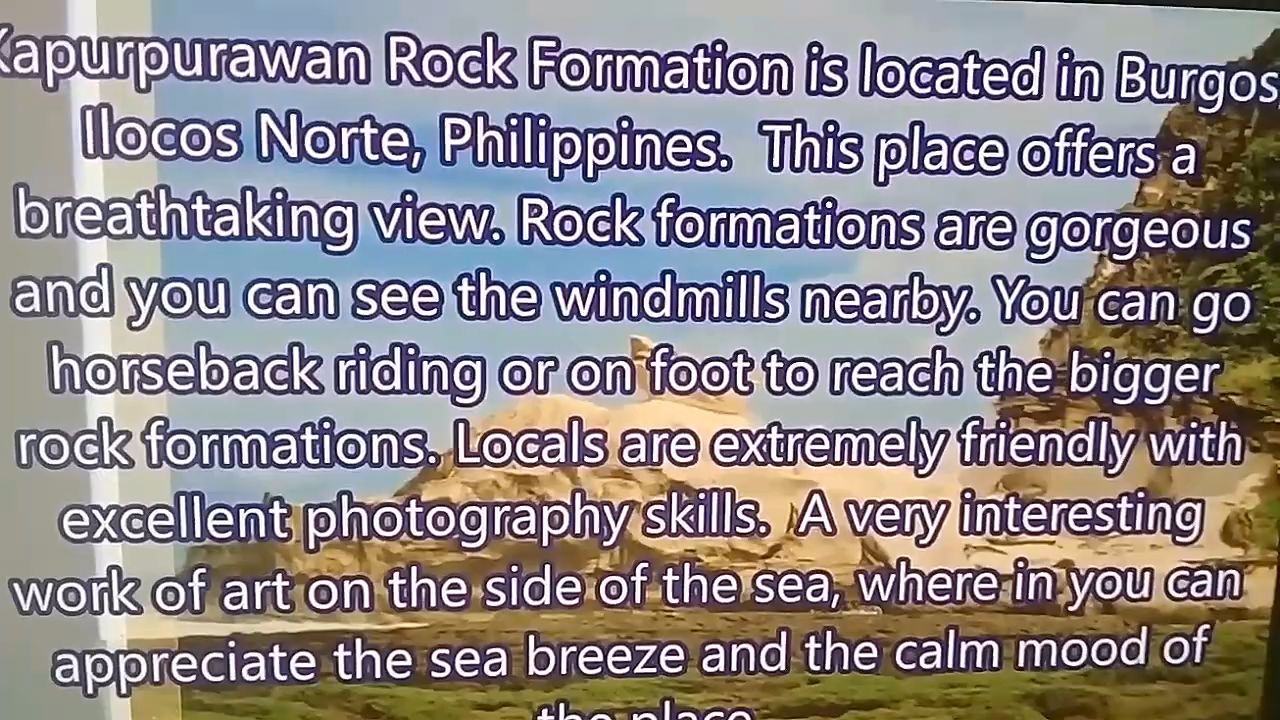 Kapurpurawan Rock Formation is located in Burgos
Ilocos Norte, Philippines. This place offers a
breathtaking view. Rock formations are gorgeous
and you can see the windmills nearby. You can go
horseback riding or on foot to reach the bigger
rock formations. Locals are extremely friendly with
excellent photography skills. A very interesting
work of art on the side of the sea, where in you can
appreciate the sea breeze and the calm mood of
the place